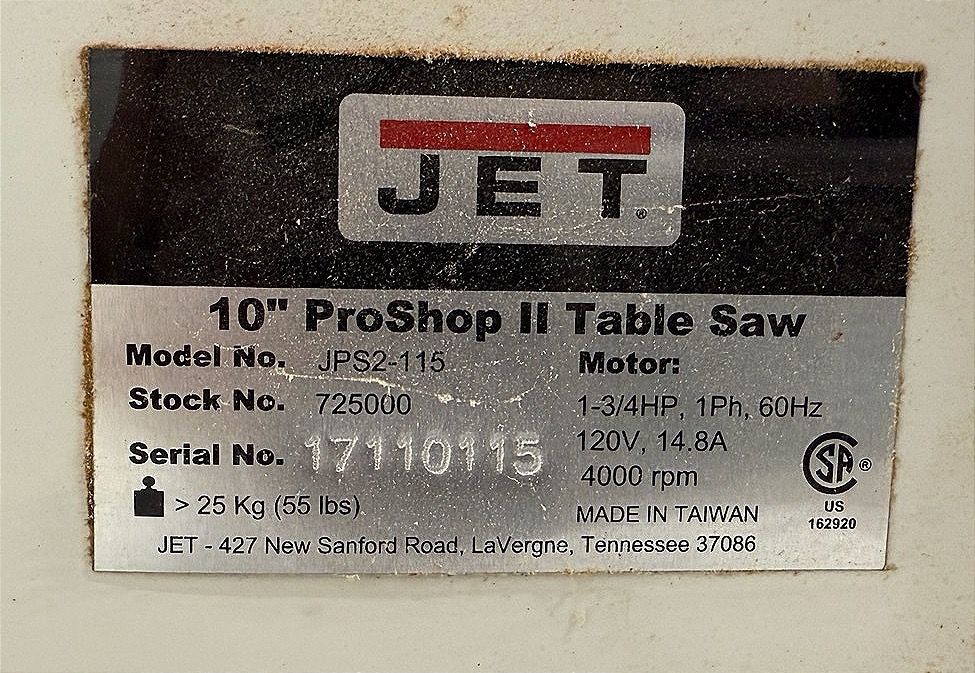 JET®
10" ProShop II Table Saw
Model No. JPS2-115
Stock No. 725000
Serial No. 17110115
> 25 Kg (55 lbs)
Motor:
1-3/4HP, 1Ph, 60Hz
120V, 14.8A
4000 rpm
MADE IN TAIWAN
SA®
US
162920
JET - 427 New Sanford Road, LaVergne, Tennessee 37086